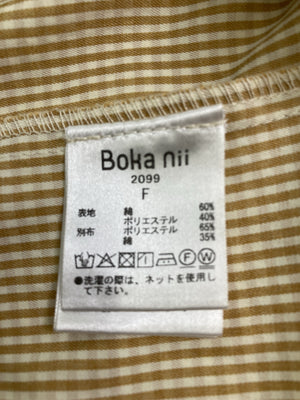 Boka nii
2099
F
表地 綿 60%
ポリエステル 40%
別布 ポリエステル 65%
綿 35%
F W
●洗濯の際は、ネットを使用し
て下さい。